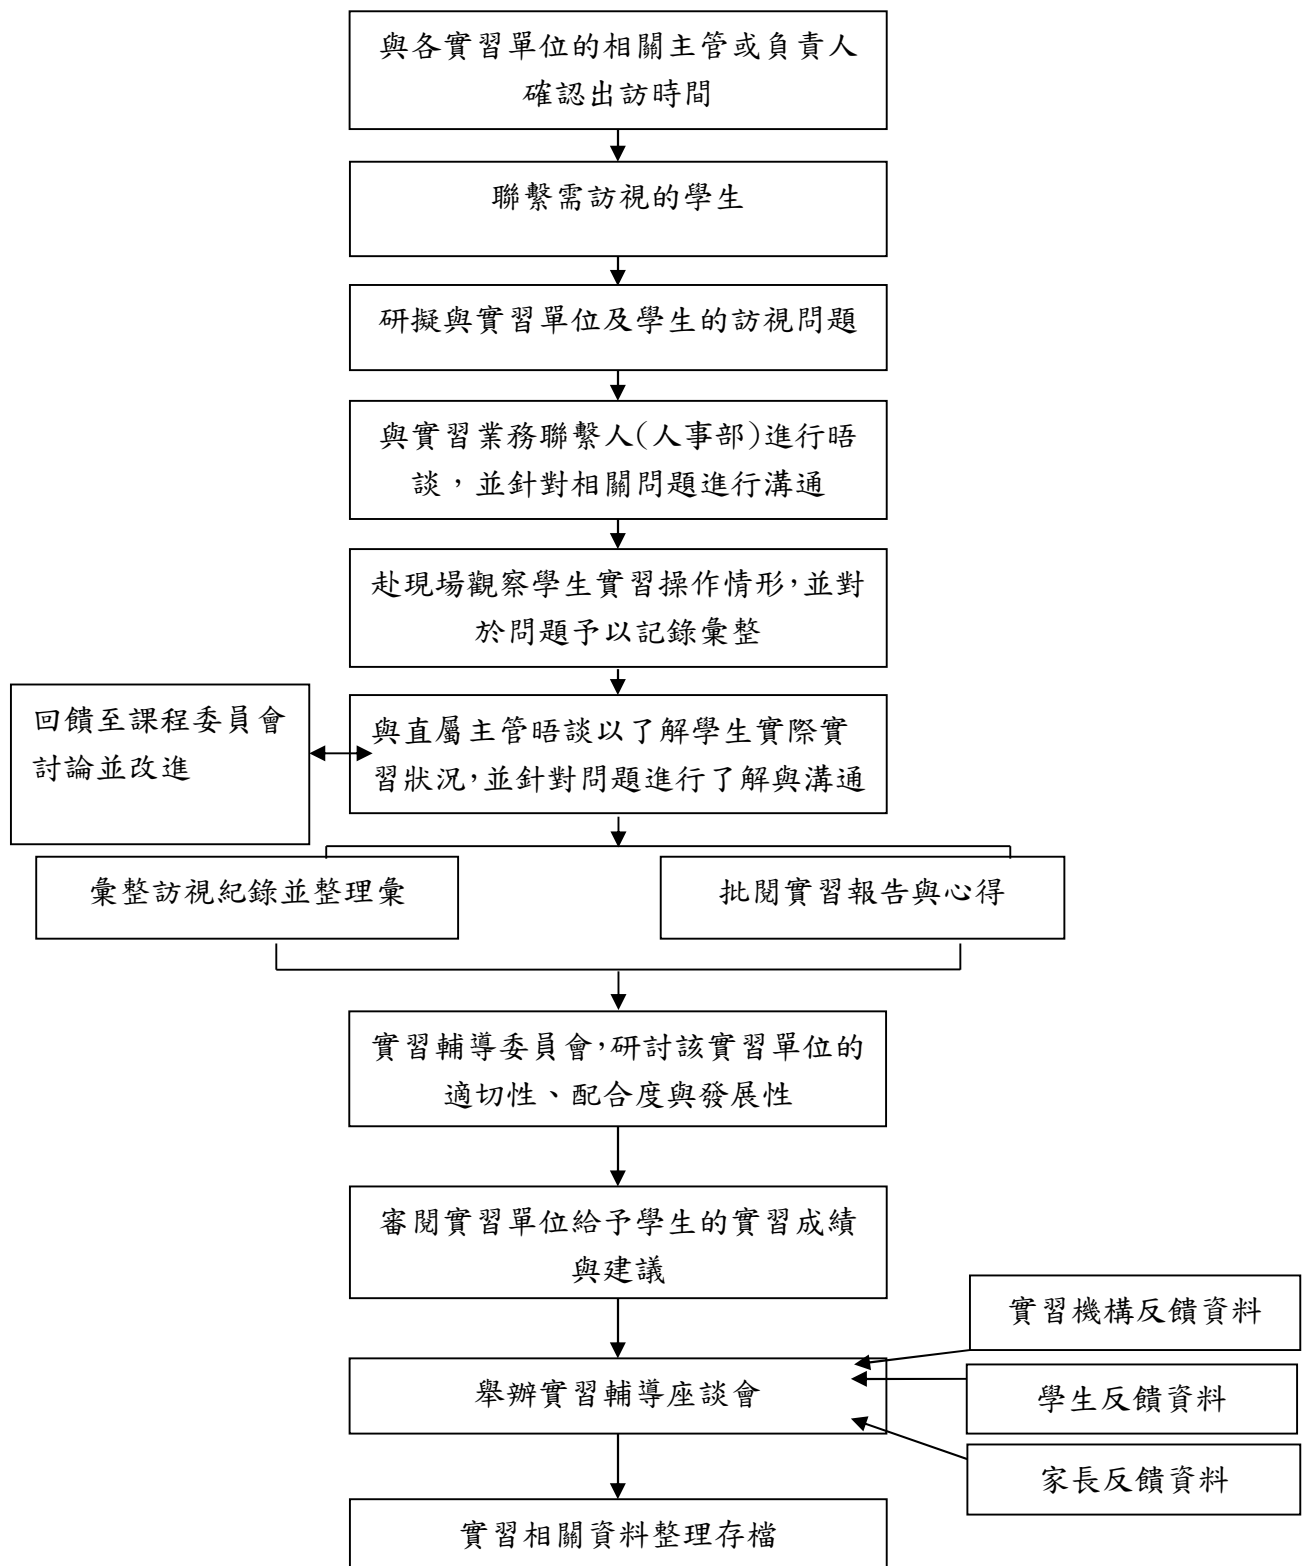 與各實習單位的相關主管或負責人
確認出訪時間
聯繫需訪視的學生
研擬與實習單位及學生的訪視問題
與實習業務聯繫人(人事部)進行晤
談，並針對相關問題進行溝通
赴現場觀察學生實習操作情形，並對
於問題予以記錄彙整
回饋至課程委員會
討論並改進
與直屬主管晤談以了解學生實際實
習狀況，並針對問題進行了解與溝通
彙整訪視紀錄並整理彙
批閱實習報告與心得
實習輔導委員會，研討該實習單位的
適切性、配合度與發展性
審閱實習單位給予學生的實習成績
與建議
實習機構反饋資料
舉辦實習輔導座談會
學生反饋資料
家長反饋資料
實習相關資料整理存檔